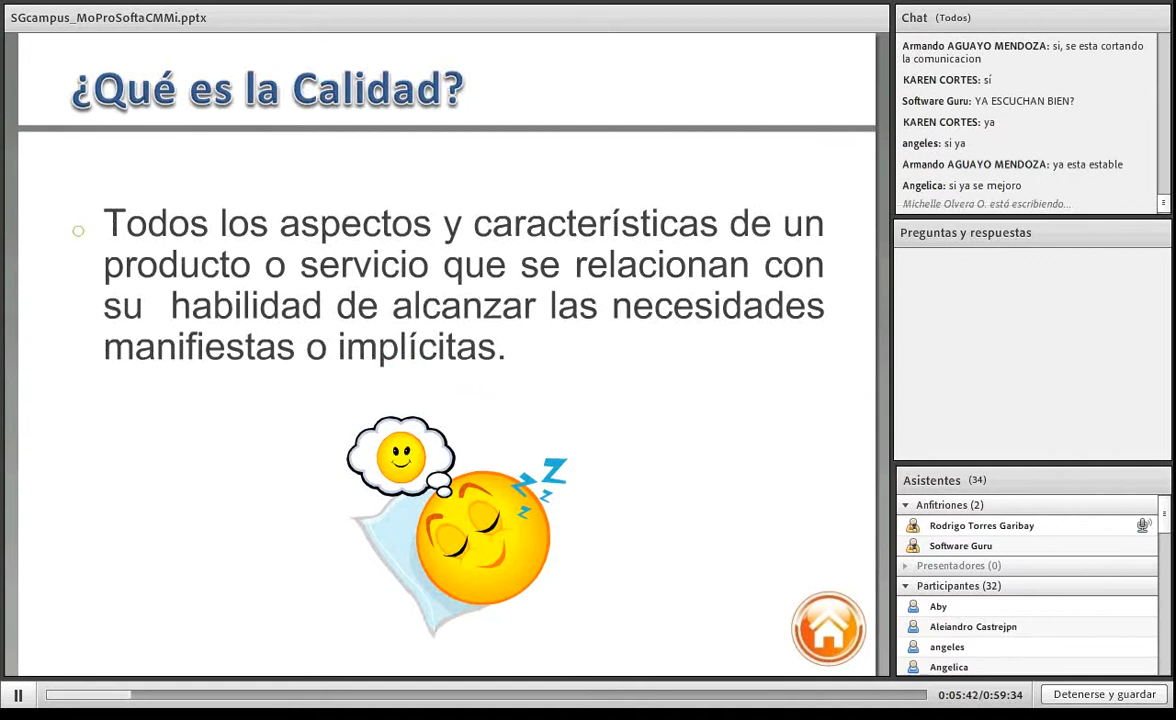 SGcampus_MoProSoftaCMMi.pptx
¿Qué es la Calidad?
Todos los aspectos y características de un
producto o servicio que se relacionan con
su habilidad de alcanzar las necesidades
manifiestas o implícitas.
Z
Z
z
z
Chat (Todos)
Armando AGUAYO MENDOZA: si, se esta cortando
la comunicacion
KAREN CORTES: sí
Software Guru: YA ESCUCHAN BIEN?
KAREN CORTES: ya
angeles: si ya
Armando AGUAYO MENDOZA: ya esta estable
Angelica: si ya se mejoro
Michelle Olvera O. está escribiendo...
Preguntas y respuestas
Asistentes (34)
Anfitriones (2)
Rodrigo Torres Garibay
Software Guru
Presentadores (0)
Participantes (32)
Aby
Alejandro Castrejpn
angeles
Angelica
0:05:42/0:59:34
Detenerse y guardar